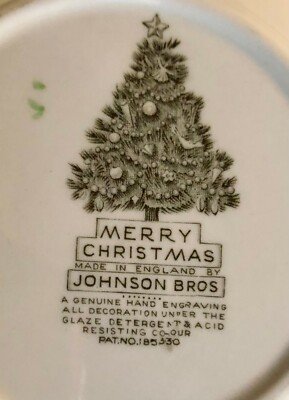 MERRY
CHRISTMAS
MADE IN ENGLAND BY
JOHNSON BROS
A GENUINE HAND ENGRAVING
ALL DECORATION UNDER THE
GLAZE DETERGENT & ACID
RESISTING COLOUR
PAT. NO. 185530